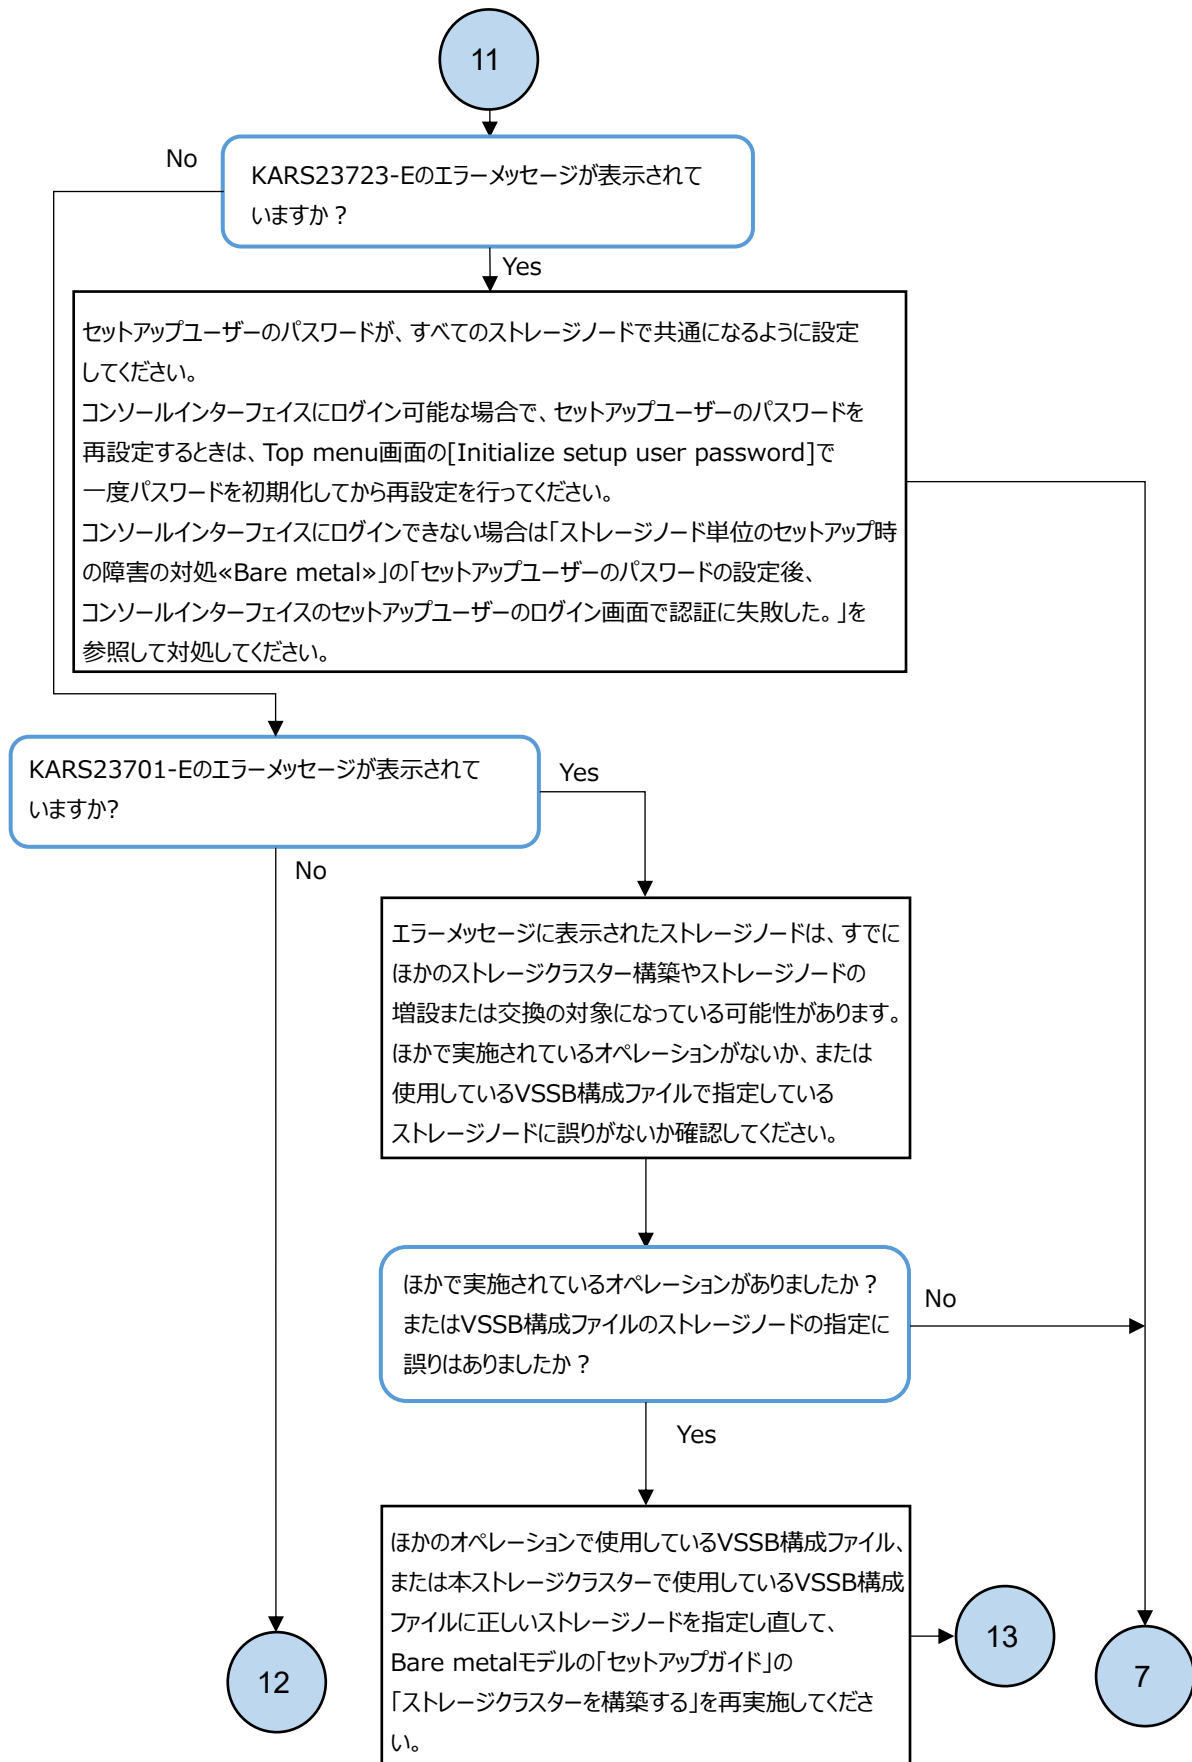 11
No
KARS23723-Eのエラーメッセージが表示されて
いますか？
Yes
セットアップユーザーのパスワードが、すべてのストレージノードで共通になるように設定
してください。
コンソールインターフェイスにログイン可能な場合で、セットアップユーザーのパスワードを
再設定するときは、Top menu画面の[Initialize setup user password]で
一度パスワードを初期化してから再設定を行ってください。
コンソールインターフェイスにログインできない場合は「ストレージノード単位のセットアップ時
の障害の対処≪Bare metal≫」の「セットアップユーザーのパスワードの設定後、
コンソールインターフェイスのセットアップユーザーのログイン画面で認証に失敗した。」を
参照して対処してください。
KARS23701-Eのエラーメッセージが表示されて
いますか?
Yes
No
エラーメッセージに表示されたストレージノードは、すでに
ほかのストレージクラスター構築やストレージノードの
増設または交換の対象になっている可能性があります。
ほかで実施されているオペレーションがないか、または
使用しているVSSB構成ファイルで指定している
ストレージノードに誤りがないか確認してください。
ほかで実施されているオペレーションがありましたか？
またはVSSB構成ファイルのストレージノードの指定に
誤りはありましたか？
No
Yes
ほかのオペレーションで使用しているVSSB構成ファイル、
または本ストレージクラスターで使用しているVSSB構成
ファイルに正しいストレージノードを指定し直して、
Bare metalモデルの「セットアップガイド」の
「ストレージクラスターを構築する」を再実施してくださ
い。
13
7
12